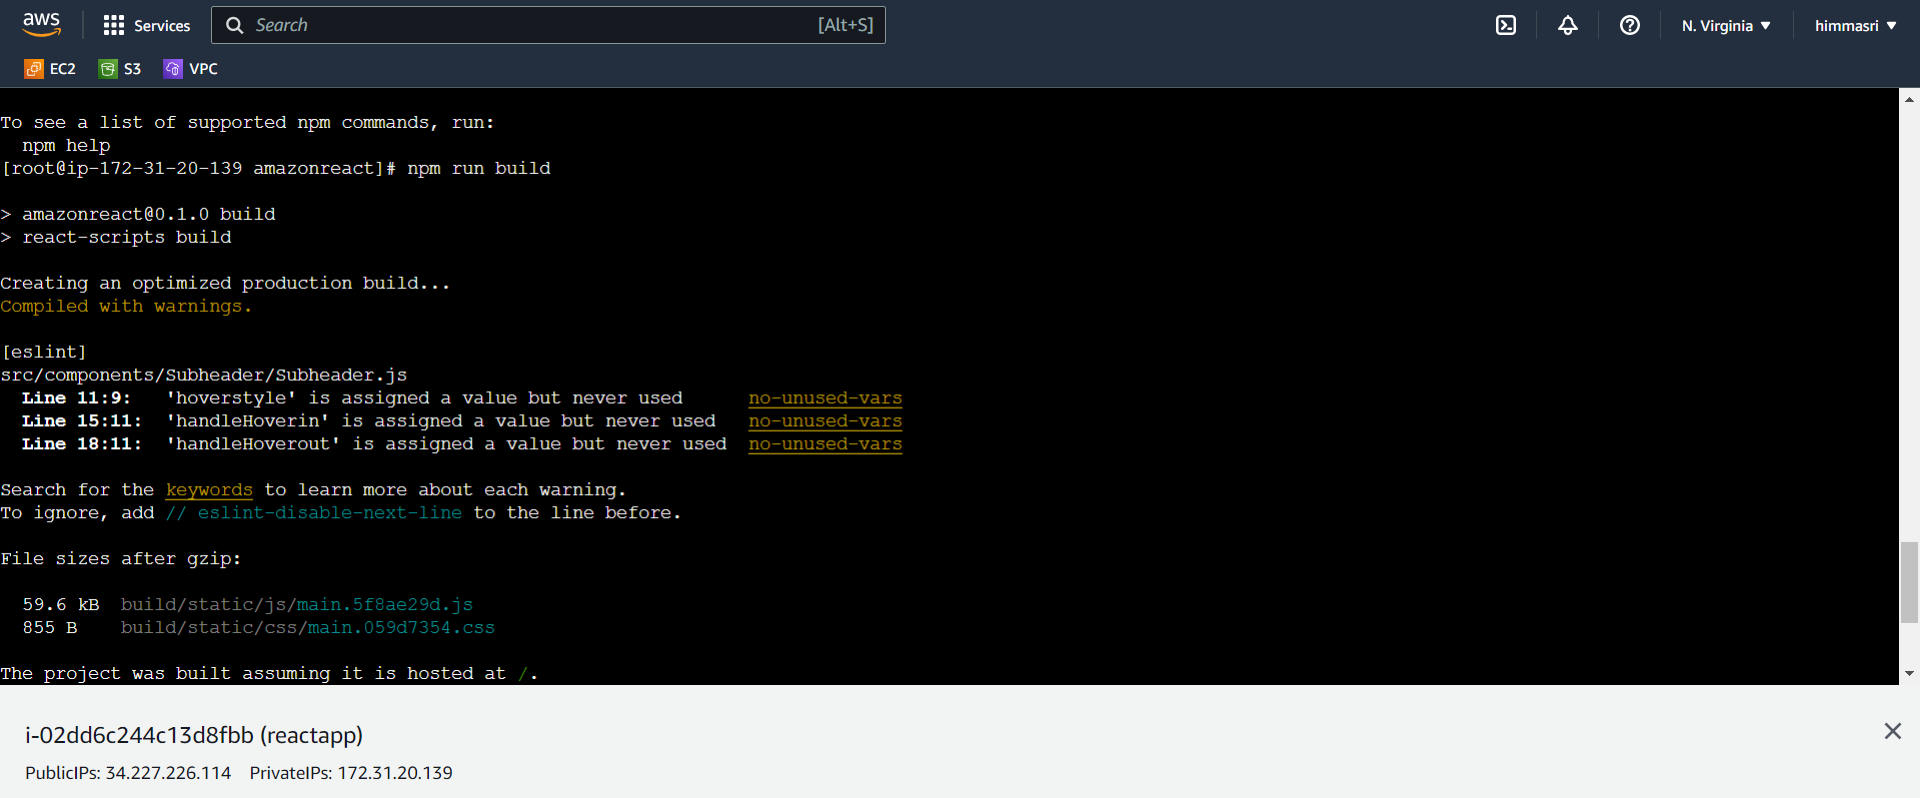 aws
Services
Search
[Alt+S]
N. Virginia
himmasri
EC2
S3
VPC
To see a list of supported npm commands, run:
npm help
[root@ip-172-31-20-139 amazonreact]# npm run build
> amazonreact@0.1.0 build
> react-scripts build
Creating an optimized production build...
Compiled with warnings.
[eslint]
src/components/Subheader/Subheader.js
Line 11:9: 'hoverstyle' is assigned a value but never used no-unused-vars
Line 15:11: 'handleHoverin' is assigned a value but never used no-unused-vars
Line 18:11: 'handleHoverout' is assigned a value but never used no-unused-vars
Search for the keywords to learn more about each warning.
To ignore, add // eslint-disable-next-line to the line before.
File sizes after gzip:
59.6 kB build/static/js/main.5f8ae29d.js
855 B build/static/css/main.059d7354.css
The project was built assuming it is hosted at /.
i-02dd6c244c13d8fbb (reactapp)
PublicIPs: 34.227.226.114 PrivateIPs: 172.31.20.139